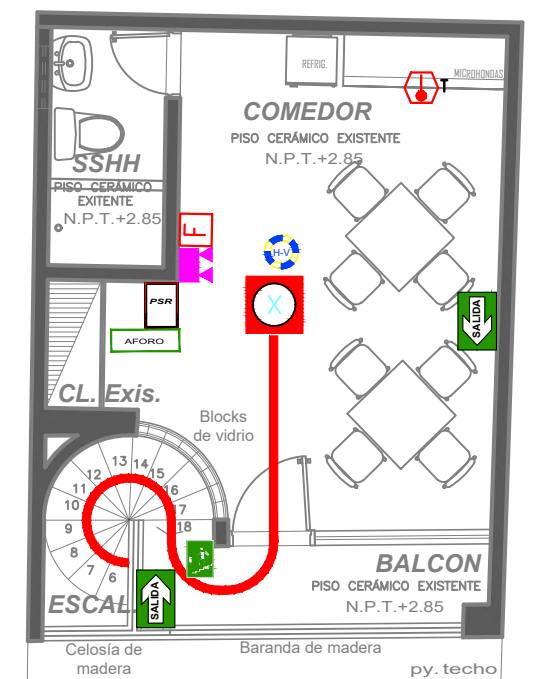 REFRIG.
MICROHONDAS
T
COMEDOR
PISO CERÁMICO EXISTENTE
N.P.T.+2.85
SSHH
PISO CERÁMICO
EXITENTE
N.P.T.+2.85
F
H-V
X
PSR
AFORO
SALIDA
CL. Exis.
Blocks
de vidrio
13 14
12 15
11 16
10 17
9 18
8
7
6
ESCAL.
SALIDA
BALCON
PISO CERÁMICO EXISTENTE
N.P.T.+2.85
Celosía de
madera
Baranda de madera
py. techo